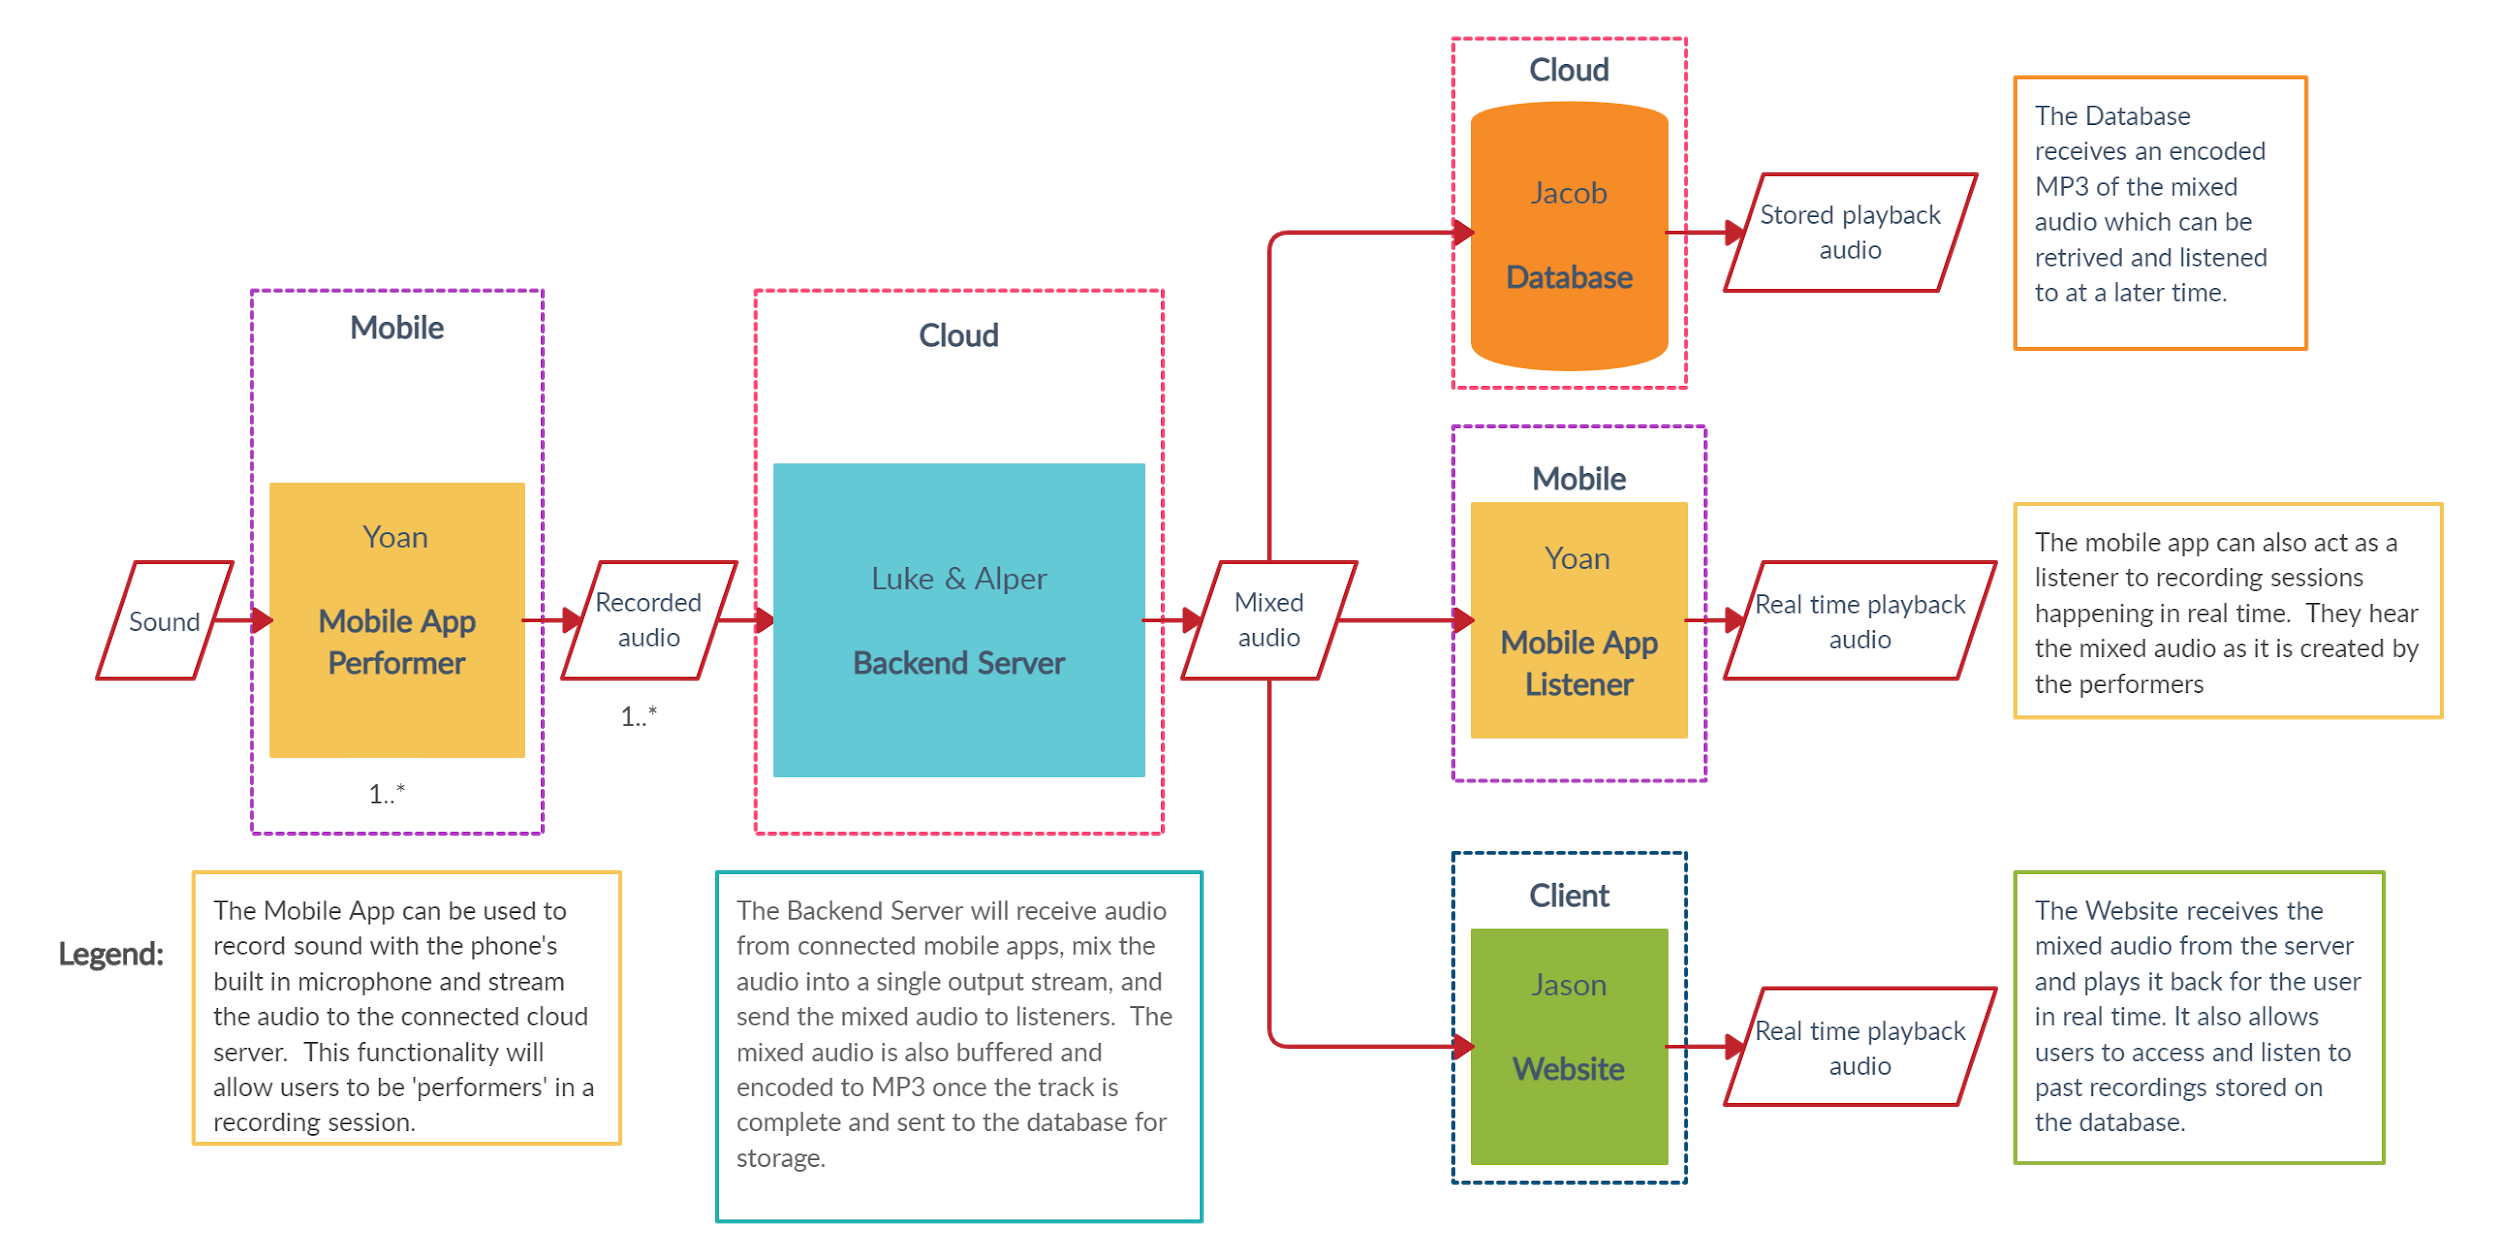 Cloud
Jacob
Database
Stored playback
audio
The Database
receives an encoded
MP3 of the mixed
audio which can be
retrived and listened
to at a later time.
Mobile
Yoan
Mobile App
Performer
1..*
Sound
Recorded
audio
1..*
Cloud
Luke & Alper
Backend Server
Mixed
audio
Mobile
Yoan
Mobile App
Listener
Real time playback
audio
The mobile app can also act as a
listener to recording sessions
happening in real time.  They hear
the mixed audio as it is created by
the performers
Legend:
The Mobile App can be used to
record sound with the phone's
built in microphone and stream
the audio to the connected cloud
server.  This functionality will
allow users to be 'performers' in a
recording session.
The Backend Server will receive audio
from connected mobile apps, mix the
audio into a single output stream, and
send the mixed audio to listeners.  The
mixed audio is also buffered and
encoded to MP3 once the track is
complete and sent to the database for
storage.
Client
Jason
Website
Real time playback
audio
The Website receives the
mixed audio from the server
and plays it back for the user
in real time. It also allows
users to access and listen to
past recordings stored on
the database.